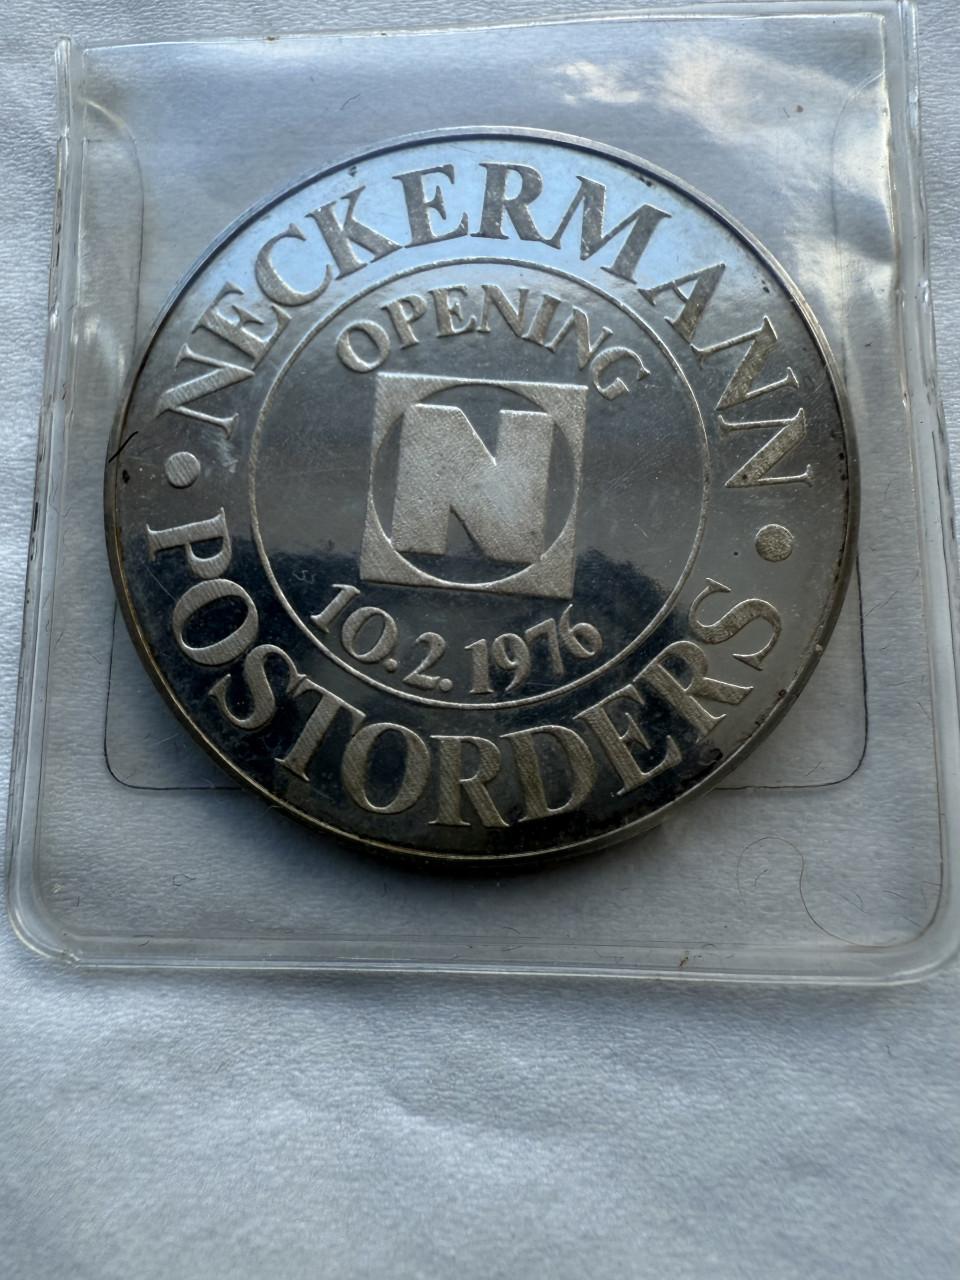 NECKERMANN
OPENING
N
10.2.1976
• POSTORDERS •